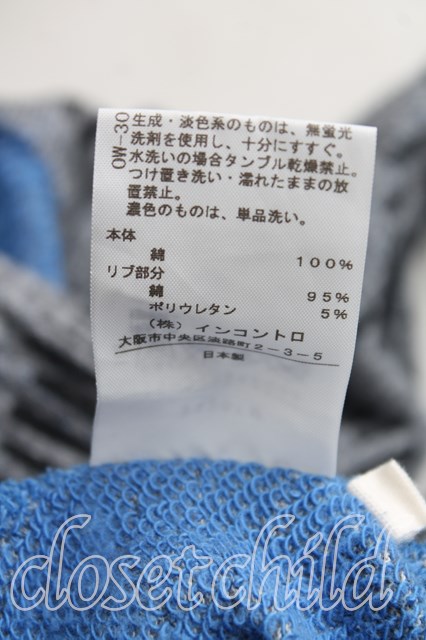 OW-30
生成・淡色系のものは、無蛍光
洗剤を使用し、十分にすすぐ。
水洗いの場合タンブル乾燥禁止。
つけ置き洗い・濡れたままの放
置禁止。
濃色のものは、単品洗い。
本体
綿 100%
リブ部分
綿 95%
ポリウレタン 5%
(株) インコントロ
大阪市中央区淡路町2-3-5
日本製
closet child